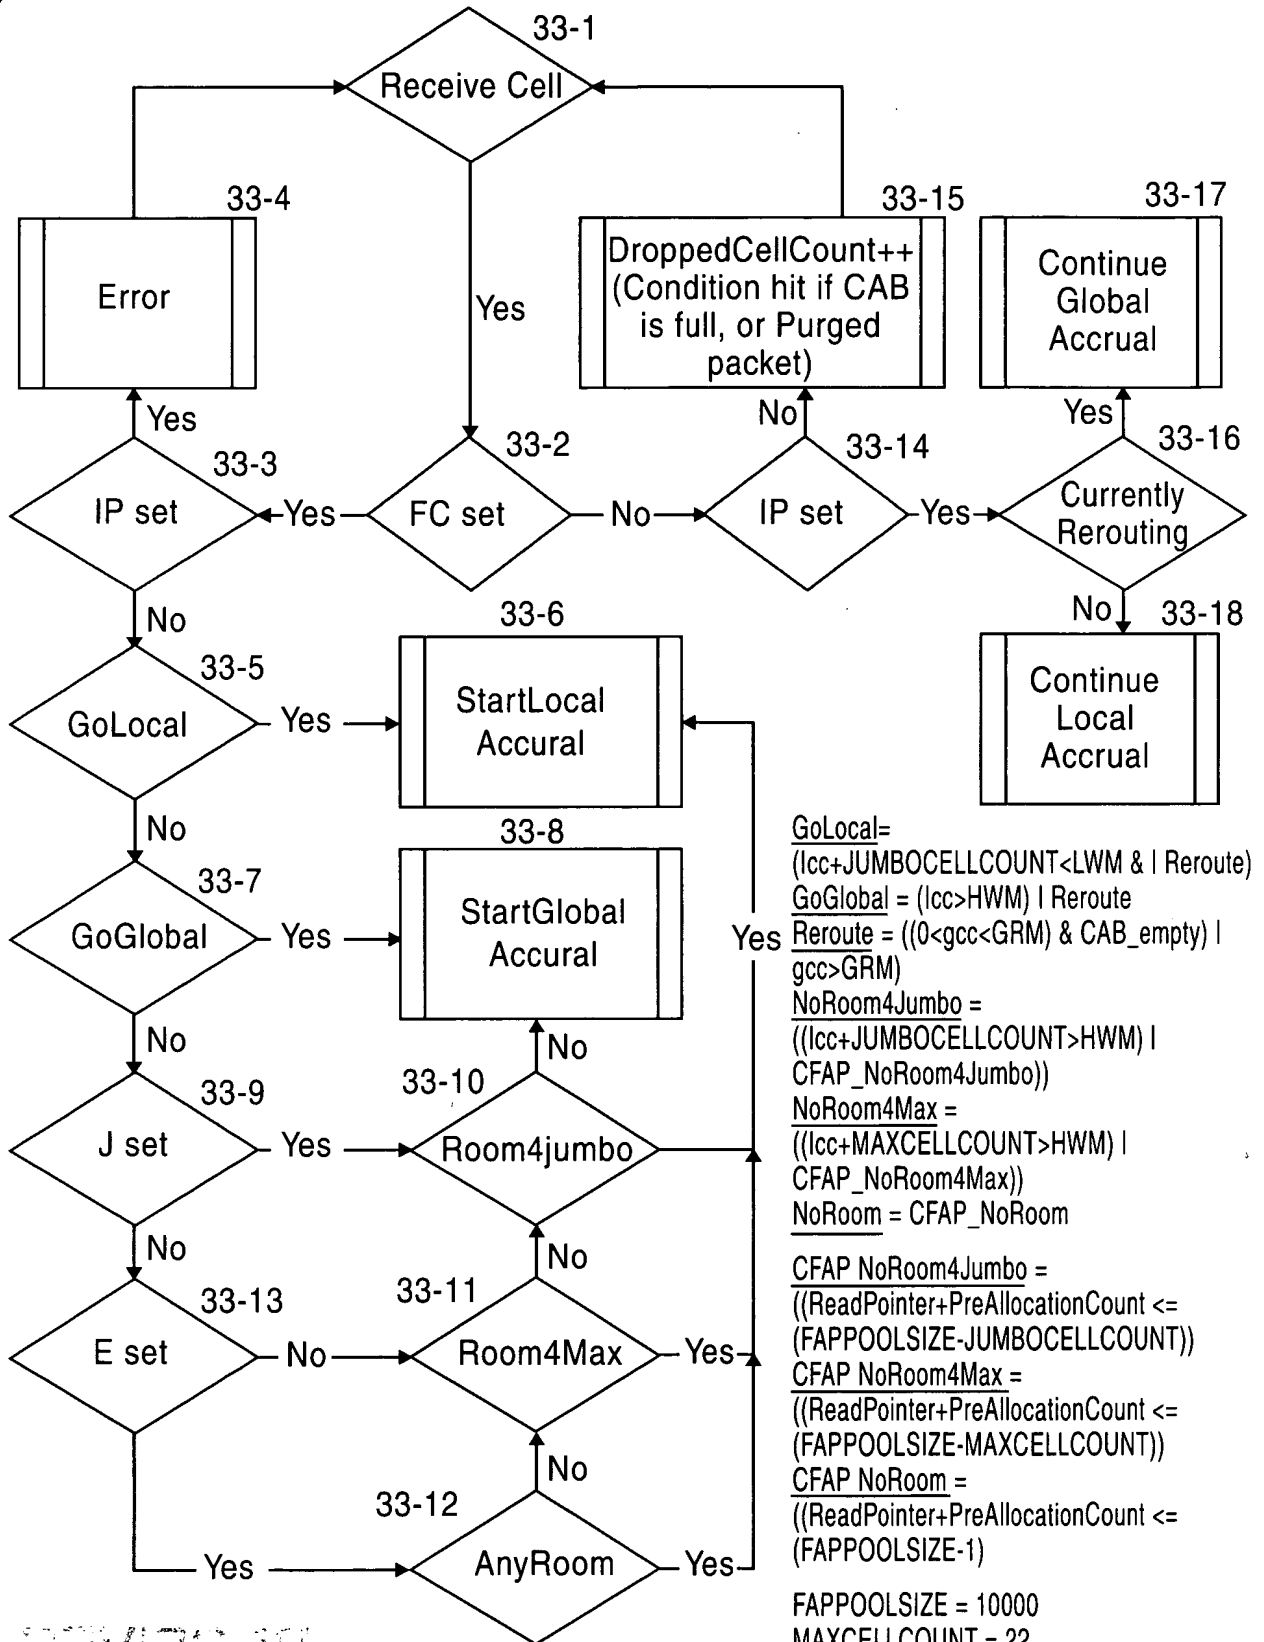 33-1
Receive Cell
33-4
Error
Yes
33-15
DroppedCellCount++
(Condition hit if CAB
is full, or Purged
packet)
33-17
Continue
Global
Accrual
Yes
33-3
IP set
Yes
33-2
FC set
No
No
33-14
IP set
Yes
Yes
33-16
Currently
Rerouting
No
33-18
Continue
Local
Accrual
No
33-5
GoLocal
Yes
33-6
StartLocal
Accural
No
33-7
GoGlobal
Yes
33-8
StartGlobal
Accural
Yes
No
33-9
J set
Yes
33-10
Room4jumbo
No
No
33-13
E set
No
33-11
Room4Max
No
Yes
Yes
33-12
AnyRoom
No
Yes
GoLocal=
(lcc+JUMBOCELLCOUNT<LWM & | Reroute)
GoGlobal = (lcc>HWM) | Reroute
Reroute = ((0<gcc<GRM) & CAB_empty) |
gcc>GRM)
NoRoom4Jumbo =
((lcc+JUMBOCELLCOUNT>HWM) |
CFAP_NoRoom4Jumbo))
NoRoom4Max =
((lcc+MAXCELLCOUNT>HWM) |
CFAP_NoRoom4Max))
NoRoom = CFAP_NoRoom
CFAP NoRoom4Jumbo =
((ReadPointer+PreAllocationCount <=
(FAPPOOLSIZE-JUMBOCELLCOUNT))
CFAP NoRoom4Max =
((ReadPointer+PreAllocationCount <=
(FAPPOOLSIZE-MAXCELLCOUNT))
CFAP NoRoom =
((ReadPointer+PreAllocationCount <=
(FAPPOOLSIZE-1)
FAPPOOLSIZE = 10000
MAXCELLCOUNT = 22